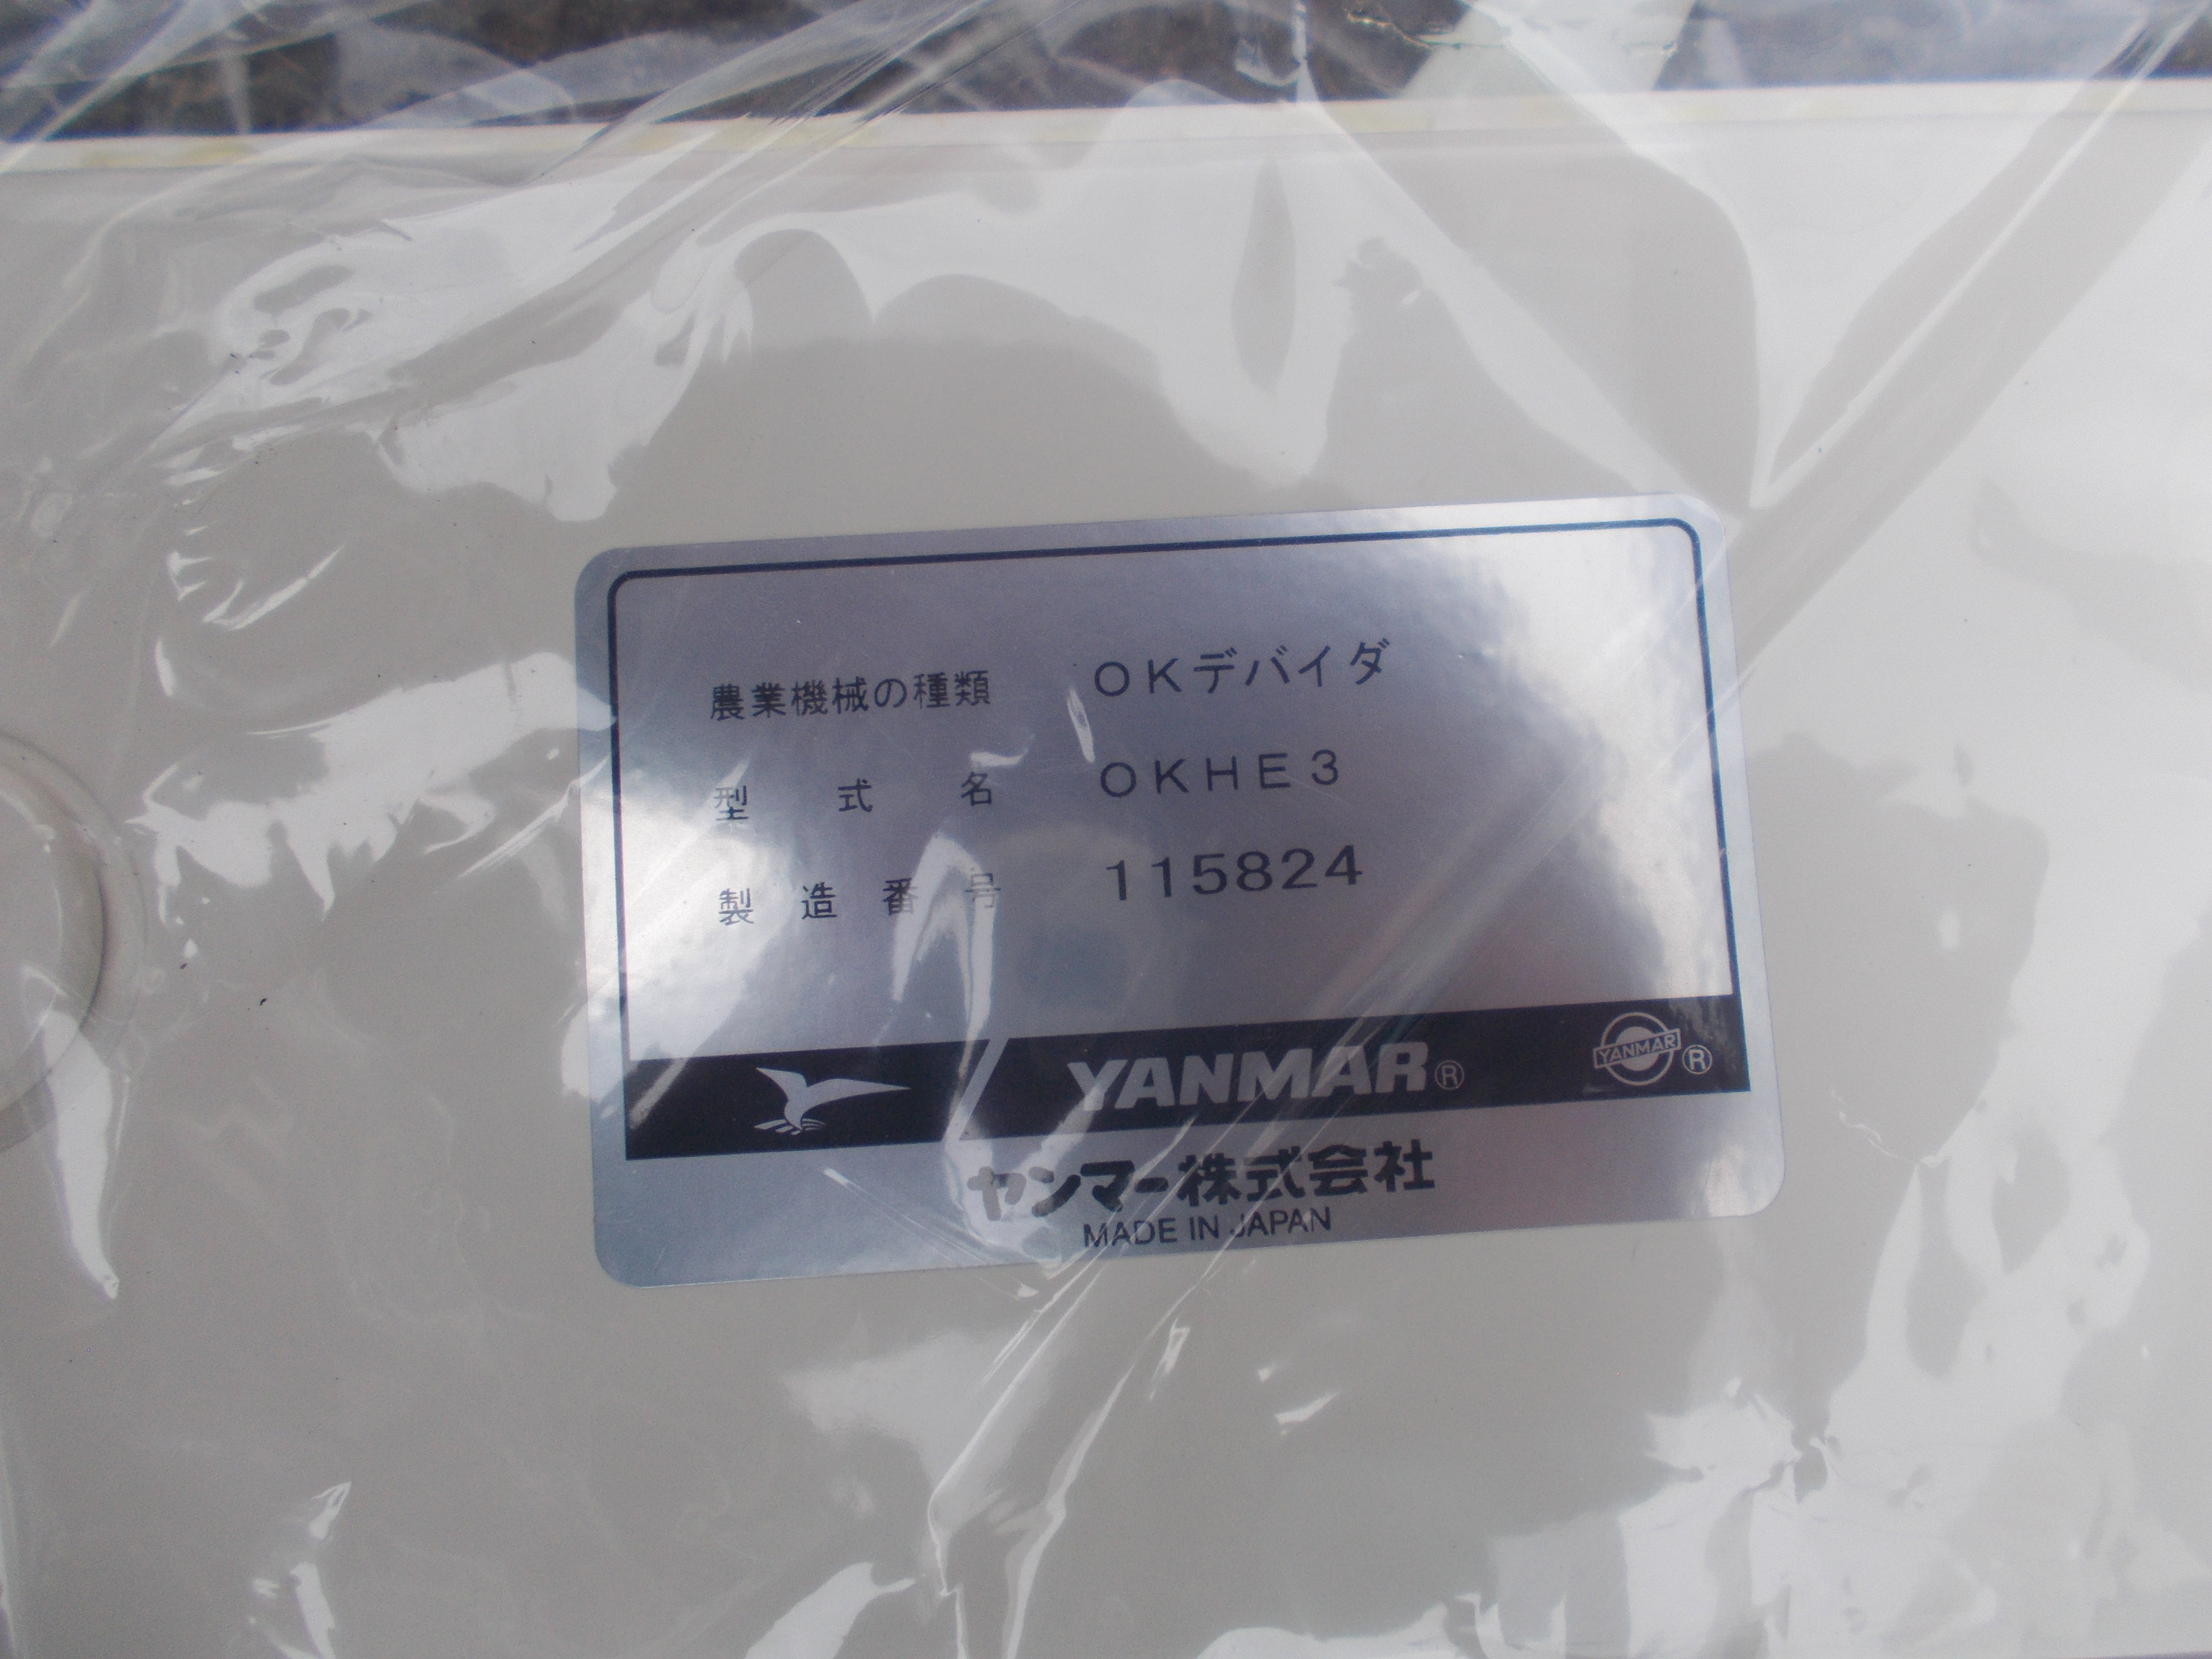 農業機械の種類 OKデバイダ
型式名 OKHE3
製造番号 115824
YANMAR® YANMAR®
ヤンマー株式会社
MADE IN JAPAN